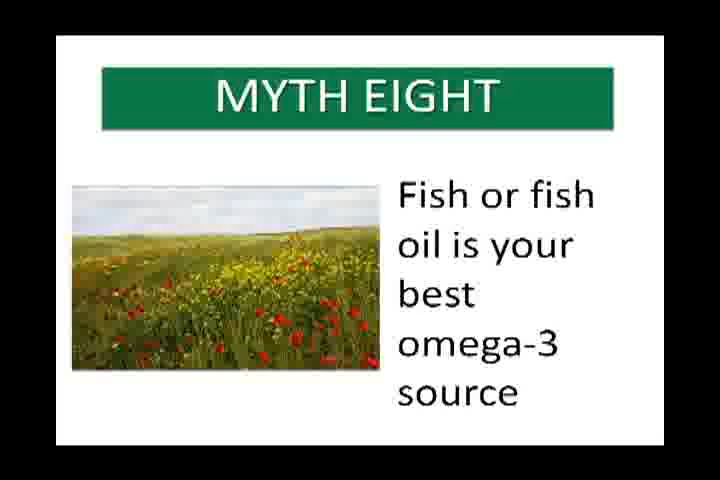 MYTH EIGHT
Fish or fish
oil is your
best
omega-3
source